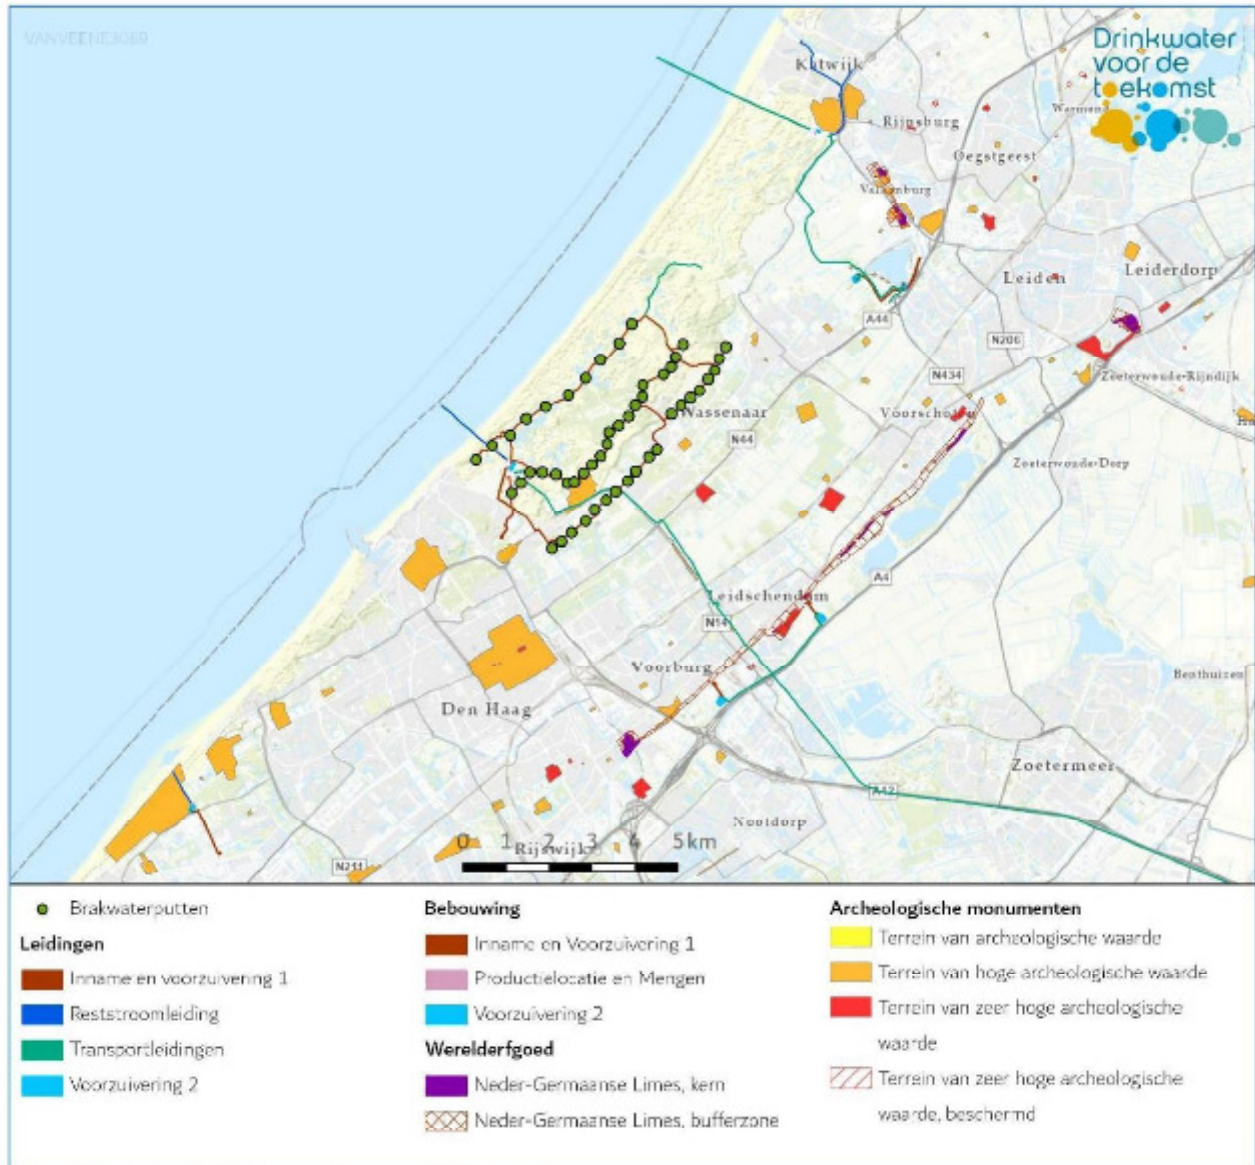 VANVEENE3069
Drinkwater
voor de
toekomst
Katwijk
Rijnsburg
Warmond
Oegstgeest
Valkenburg
Leiden
Leiderdorp
A44
N206
N434
Zoeterwoude-Rijndijk
Wassenaar
Voorschoten
N44
Zoeterwoude-Dorp
A4
Leidschendam
N14
Voorburg
Benthuizen
Den Haag
Zoetermeer
A12
Nootdorp
0 1 2 3 4 5km
Rijswijk
N211
Brakwaterputten
Leidingen
Inname en voorzuivering 1
Reststroomleiding
Transportleidingen
Voorzuivering 2
Bebouwing
Inname en Voorzuivering 1
Productielocatie en Mengen
Voorzuivering 2
Werelderfgoed
Neder-Germaanse Limes, kern
Neder-Germaanse Limes, bufferzone
Archeologische monumenten
Terrein van archeologische waarde
Terrein van hoge archeologische waarde
Terrein van zeer hoge archeologische
waarde
Terrein van zeer hoge archeologische
waarde, beschermd